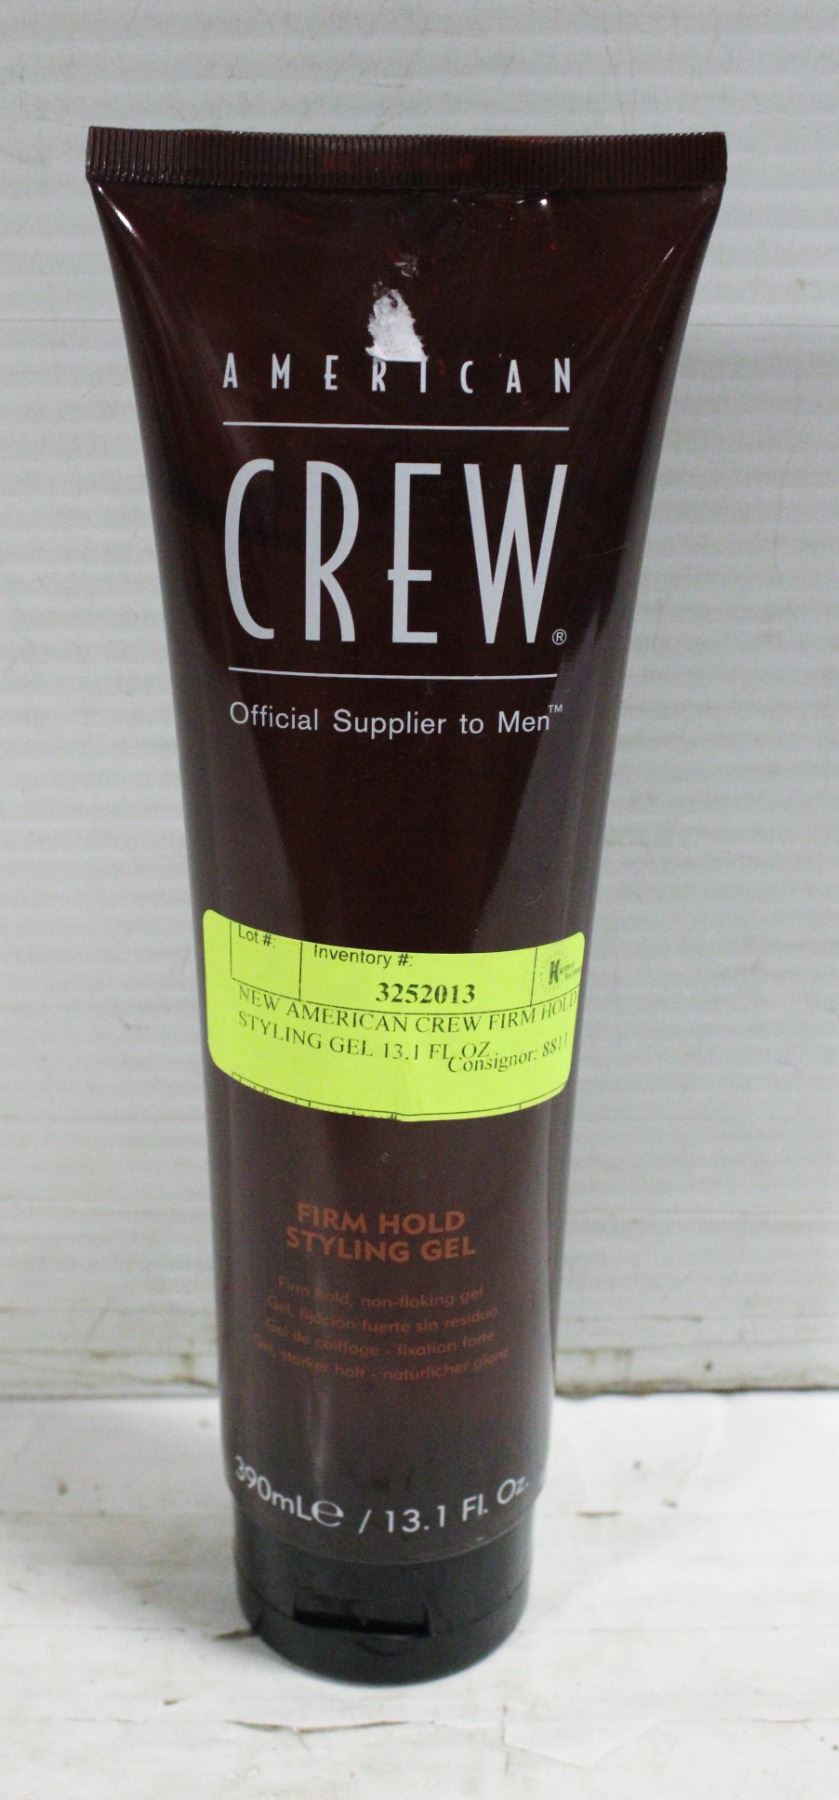 AMERICAN
CREW®
Official Supplier to Men™
Lot #:
Inventory #:
3252013
NEW AMERICAN CREW FIRM HOLD
STYLING GEL 13.1 FL OZ
Consignor: 8811
FIRM HOLD
STYLING GEL
Firm hold, non-flaking gel
Gel, fijación fuerte sin residuo
Gel de coiffage - fixation forte
Gel, starker halt - natürlicher glanz
390mLe / 13.1 Fl. Oz.